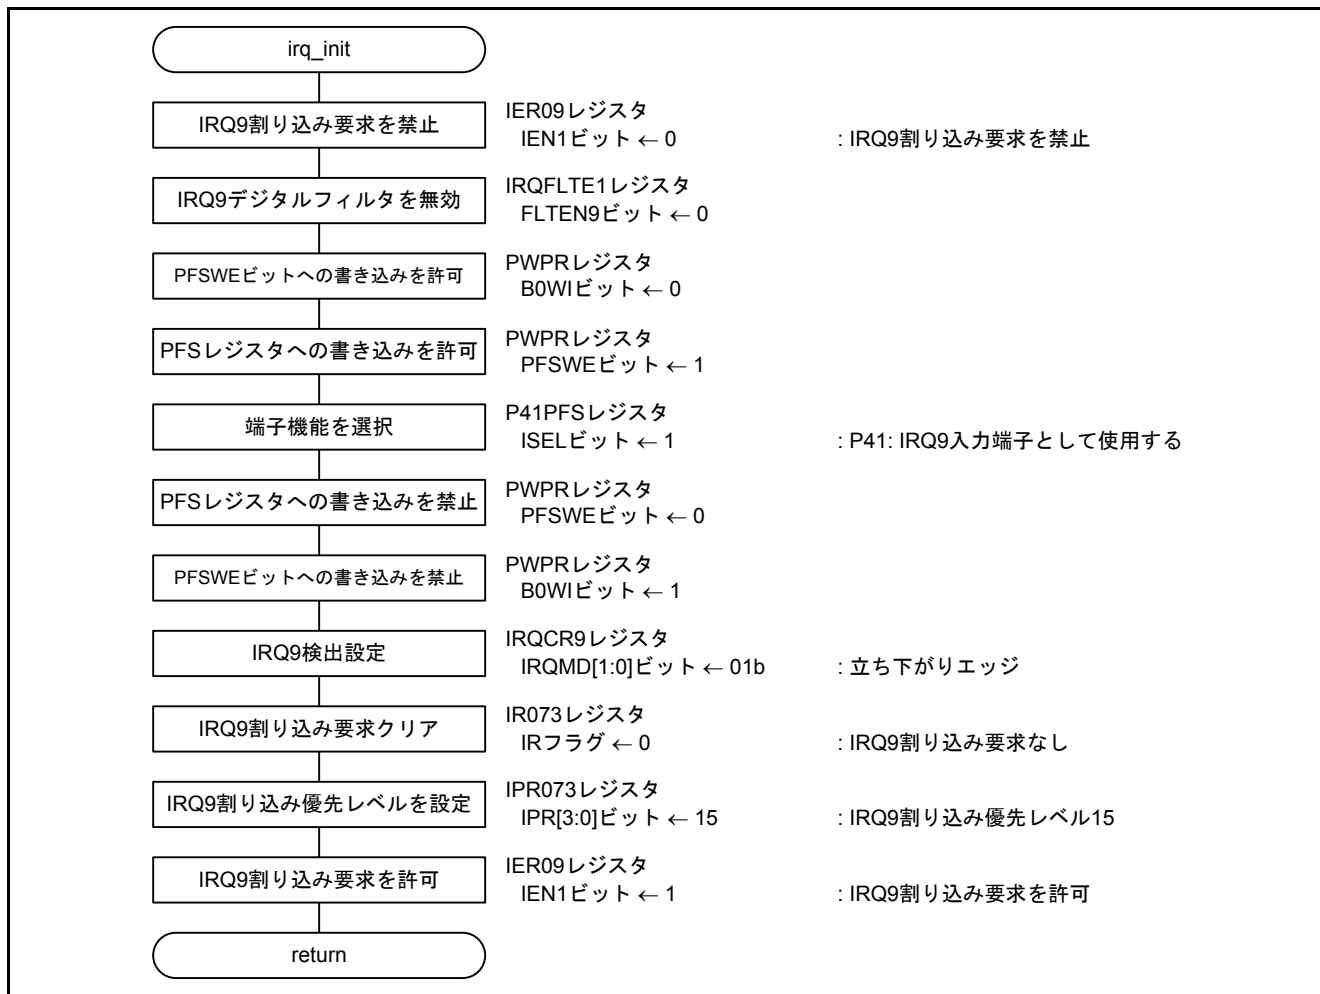 irq_init
IRQ9割り込み要求を禁止
IER09レジスタ
IEN1ビット ← 0 : IRQ9割り込み要求を禁止
IRQ9デジタルフィルタを無効
IRQFLTE1レジスタ
FLTEN9ビット ← 0
PFSWEビットへの書き込みを許可
PWPRレジスタ
B0WIビット ← 0
PFSレジスタへの書き込みを許可
PWPRレジスタ
PFSWEビット ← 1
端子機能を選択
P41PFSレジスタ
ISELビット ← 1 : P41: IRQ9入力端子として使用する
PFSレジスタへの書き込みを禁止
PWPRレジスタ
PFSWEビット ← 0
PFSWEビットへの書き込みを禁止
PWPRレジスタ
B0WIビット ← 1
IRQ9検出設定
IRQCR9レジスタ
IRQMD[1:0]ビット ← 01b : 立ち下がりエッジ
IRQ9割り込み要求クリア
IR073レジスタ
IRフラグ ← 0 : IRQ9割り込み要求なし
IRQ9割り込み優先レベルを設定
IPR073レジスタ
IPR[3:0]ビット ← 15 : IRQ9割り込み優先レベル15
IRQ9割り込み要求を許可
IER09レジスタ
IEN1ビット ← 1 : IRQ9割り込み要求を許可
return